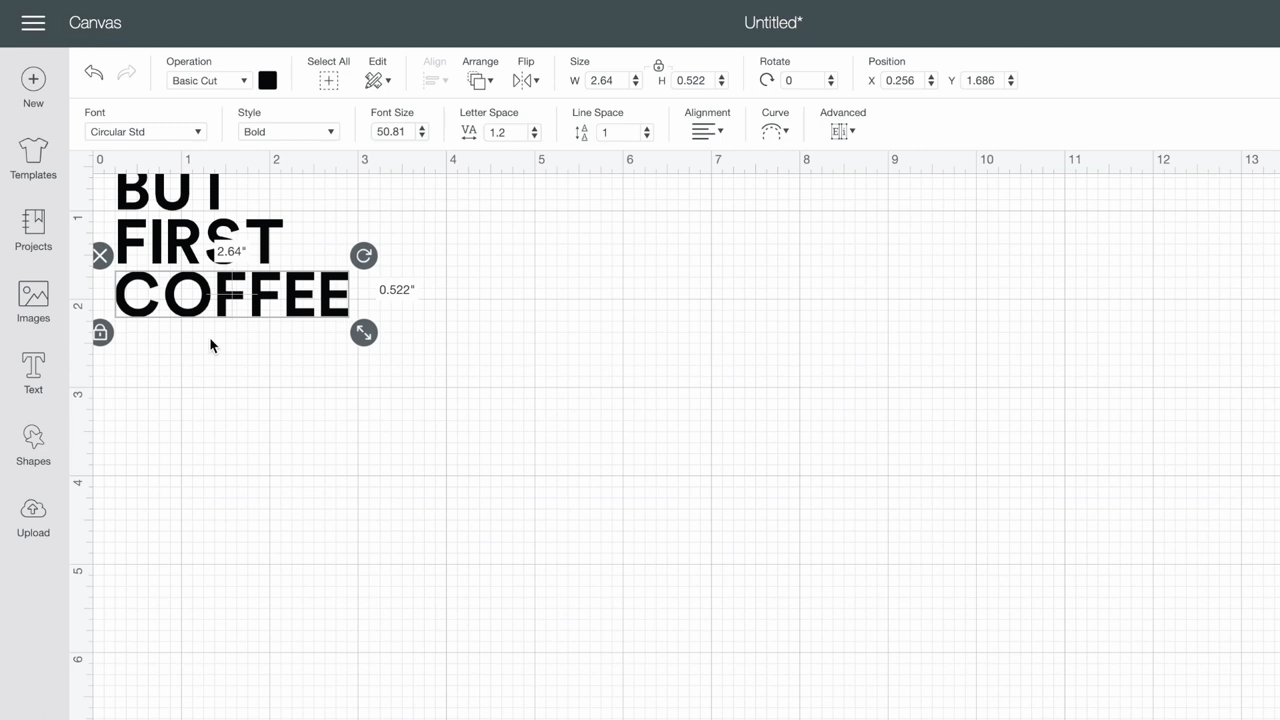 Canvas
Untitled*
Operation
Select All
Edit
Align
Arrange
Flip
Size
Rotate
Position
Basic Cut
W 2.64
H 0.522
0
X 0.256
Y 1.686
New
Font
Style
Font Size
Letter Space
Line Space
Alignment
Curve
Advanced
Circular Std
Bold
50.81
VA 1.2
1
0 1 2 3 4 5 6 7 8 9 10 11 12 13
Templates
Projects
Images
Text
Shapes
Upload
1
2
3
4
5
6
BUT
FIRST
2.64"
COFFEE
0.522"